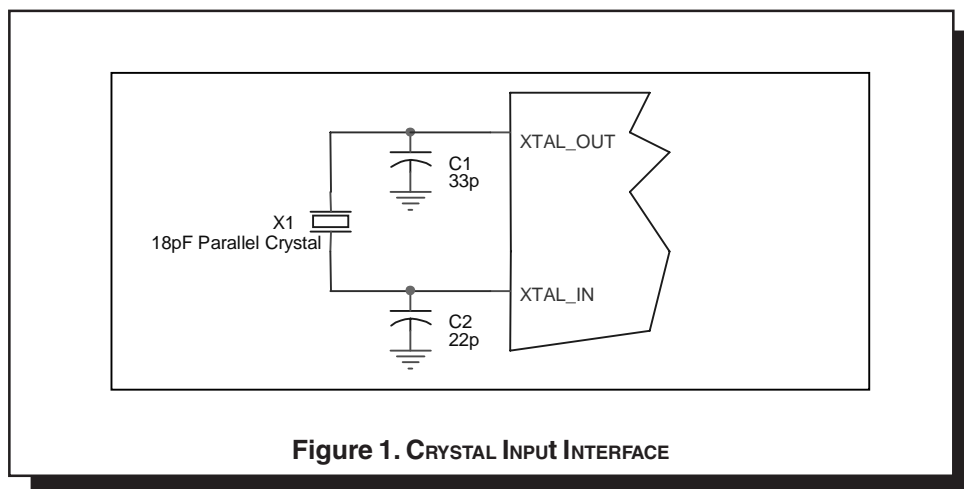 XTAL_OUT
C1
33p
X1
18pF Parallel Crystal
XTAL_IN
C2
22p
Figure 1. CRYSTAL INPUt INTERFACE